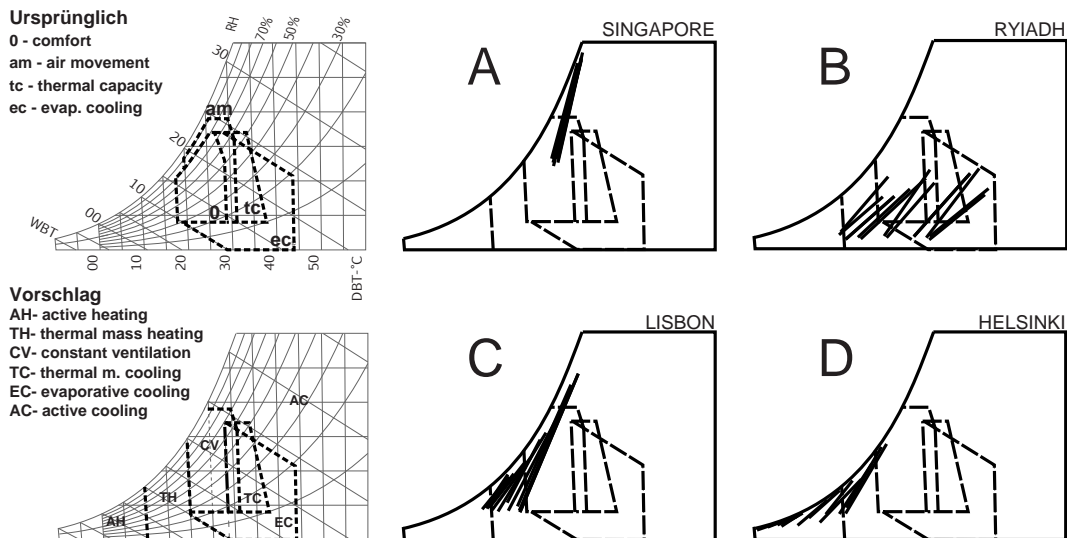 Ursprünglich
0 - comfort
am - air movement
tc - thermal capacity
ec - evap. cooling
RH
70%
50%
30%
30
am
20
10
0
tc
00
WBT
ec
00
10
20
30
40
50
DBT-°C
A
SINGAPORE
B
RYIADH
Vorschlag
AH- active heating
TH- thermal mass heating
CV- constant ventilation
TC- thermal m. cooling
EC- evaporative cooling
AC- active cooling
AC
CV
TH
TC
AH
EC
C
LISBON
D
HELSINKI